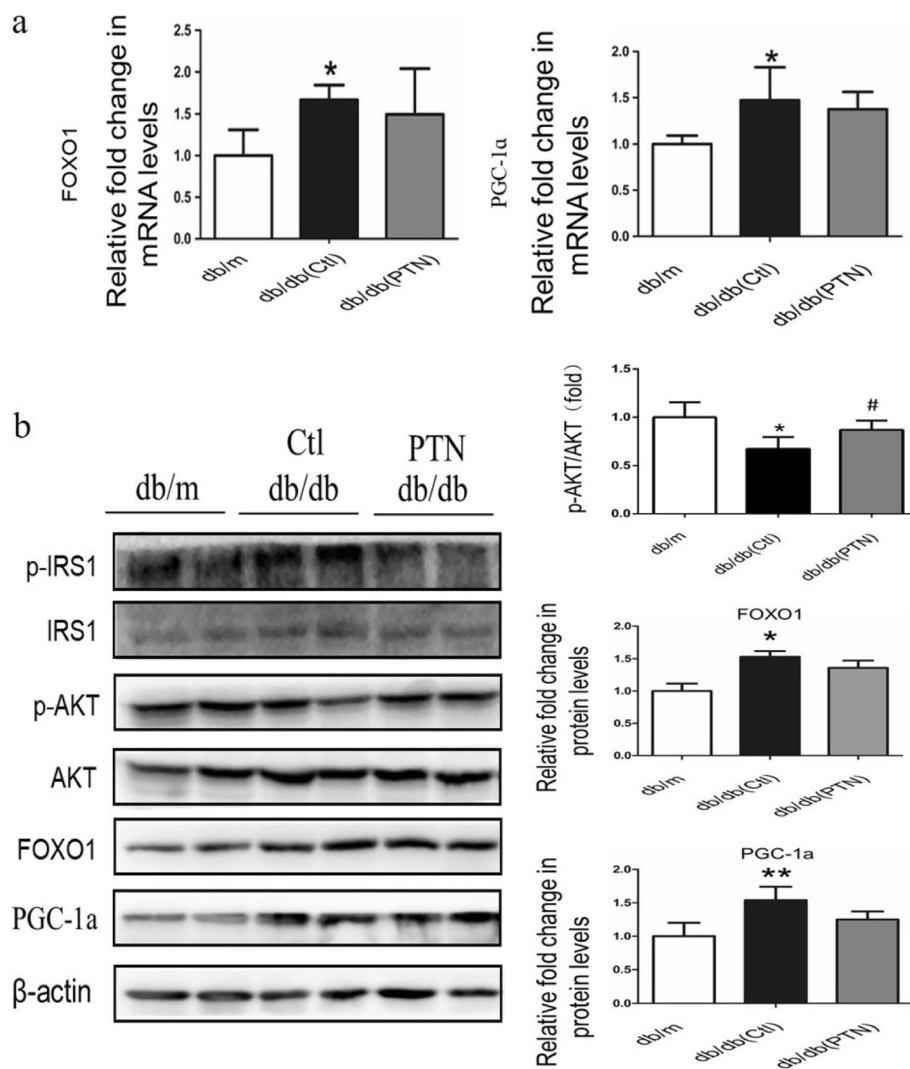 a
FOXO1
Relative fold change in
mRNA levels
2.5
2.0
1.5
1.0
0.5
0.0
*
db/m
db/db(Ctl)
db/db(PTN)
PGC-1a
Relative fold change in
mRNA levels
2.0
1.5
1.0
0.5
0.0
*
db/m
db/db(Ctl)
db/db(PTN)
b
Ctl
PTN
db/m
db/db
db/db
p-IRS1
IRS1
p-AKT
AKT
FOXO1
PGC-1a
β-actin
p-AKT/AKT (fold)
1.5
1.0
0.5
0.0
*
#
db/m
db/db(Ctl)
db/db(PTN)
FOXO1
Relative fold change in
protein levels
2.0
1.5
1.0
0.5
0.0
*
db/m
db/db(Ctl)
db/db(PTN)
PGC-1a
Relative fold change in
protein levels
2.0
1.5
1.0
0.5
0.0
**
db/m
db/db(Ctl)
db/db(PTN)